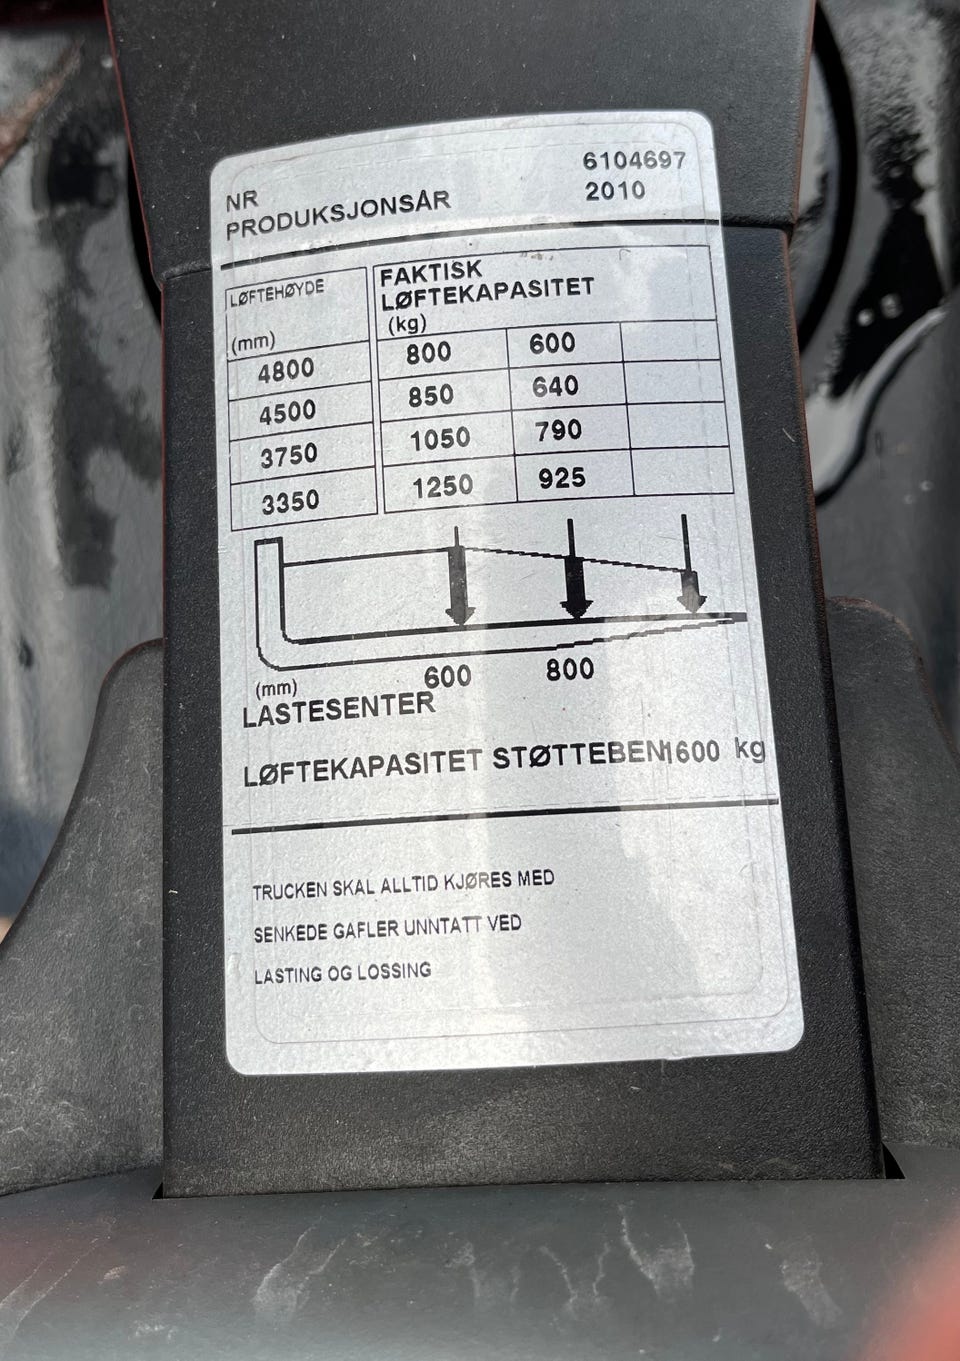 NR 6104697
PRODUKSJONSÅR 2010
LØFTEHØYDE
(mm)
FAKTISK
LØFTEKAPASITET
(kg)
4800 800 600
4500 850 640
3750 1050 790
3350 1250 925
(mm) 600 800
LASTESENTER
LØFTEKAPASITET STØTTEBEN1600 kg
TRUCKEN SKAL ALLTID KJØRES MED
SENKEDE GAFLER UNNTATT VED
LASTING OG LOSSING